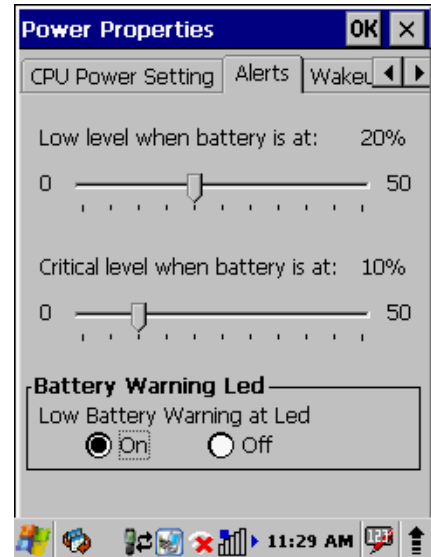 Power Properties OK ×
CPU Power Setting Alerts Wakeu
Low level when battery is at: 20%
0 50
Critical level when battery is at: 10%
0 50
Battery Warning Led
Low Battery Warning at Led
On Off
11:29 AM 123